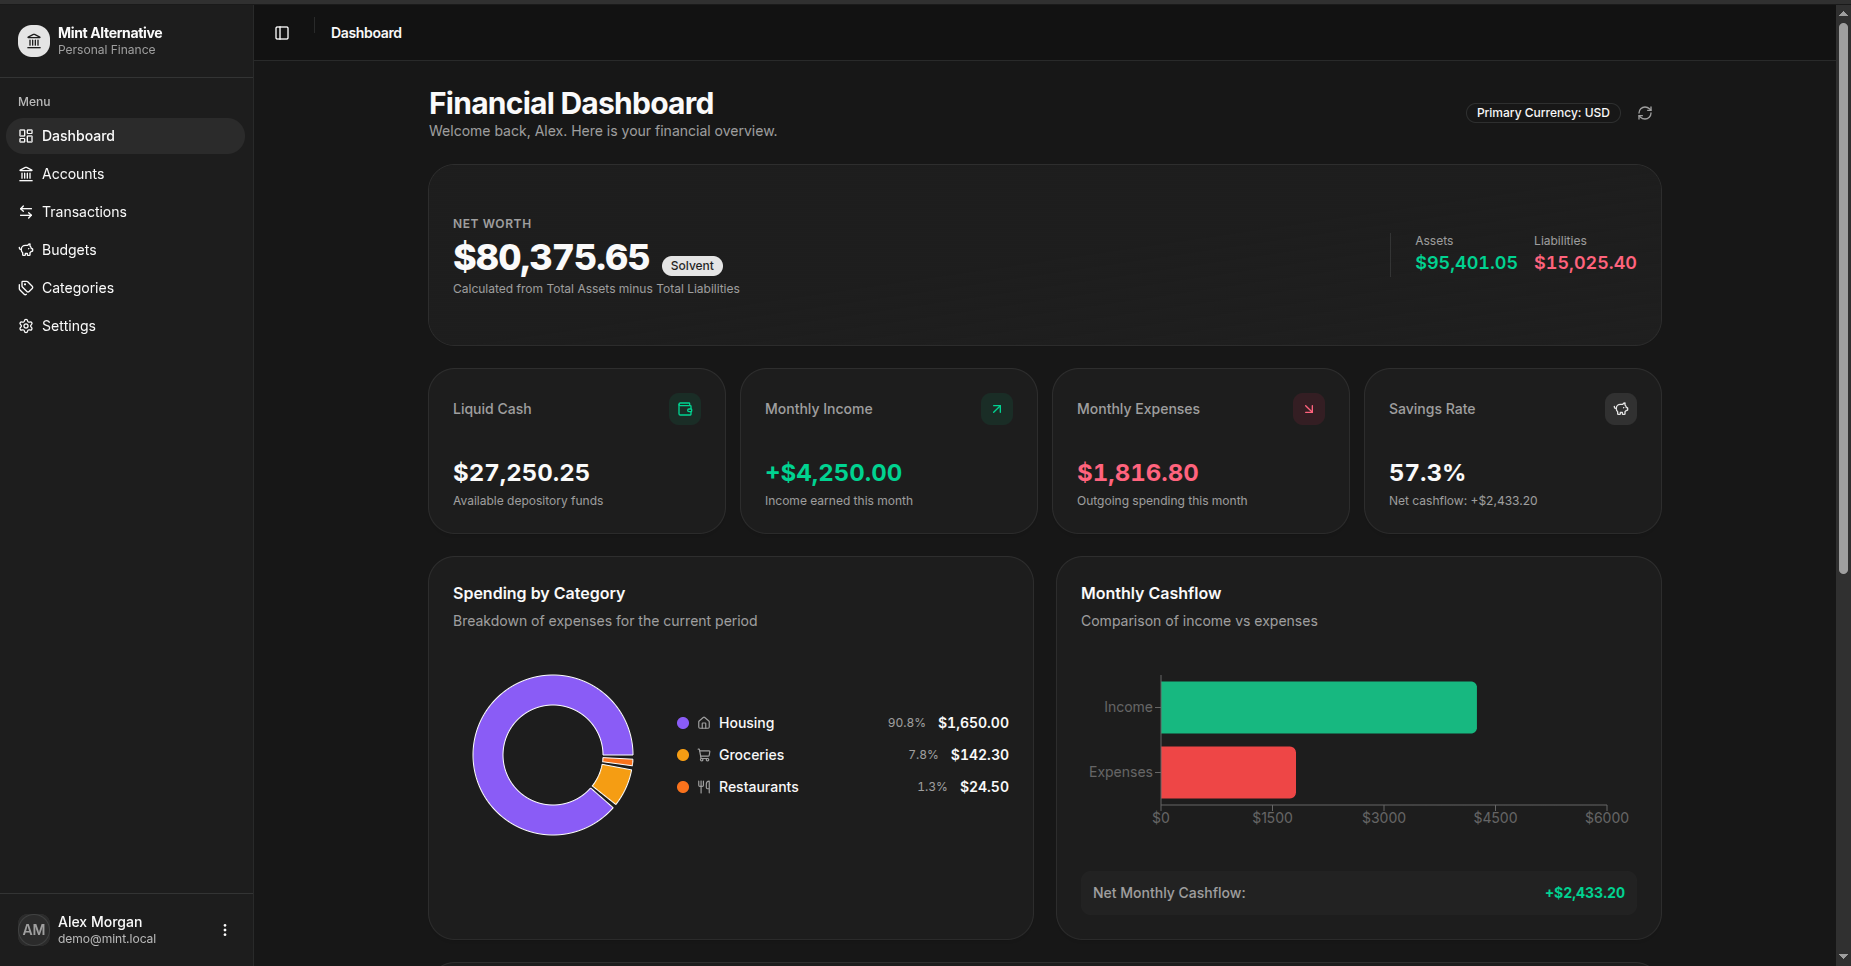 Mint Alternative
Personal Finance
Menu
Dashboard
Accounts
Transactions
Budgets
Categories
Settings
AM
Alex Morgan
demo@mint.local
Dashboard
Financial Dashboard
Welcome back, Alex. Here is your financial overview.
Primary Currency: USD
NET WORTH
$80,375.65 Solvent
Calculated from Total Assets minus Total Liabilities
Assets
$95,401.05
Liabilities
$15,025.40
Liquid Cash
$27,250.25
Available depository funds
Monthly Income
+$4,250.00
Income earned this month
Monthly Expenses
$1,816.80
Outgoing spending this month
Savings Rate
57.3%
Net cashflow: +$2,433.20
Spending by Category
Breakdown of expenses for the current period
Housing 90.8% $1,650.00
Groceries 7.8% $142.30
Restaurants 1.3% $24.50
Monthly Cashflow
Comparison of income vs expenses
Income
Expenses
$0 $1500 $3000 $4500 $6000
Net Monthly Cashflow: +$2,433.20